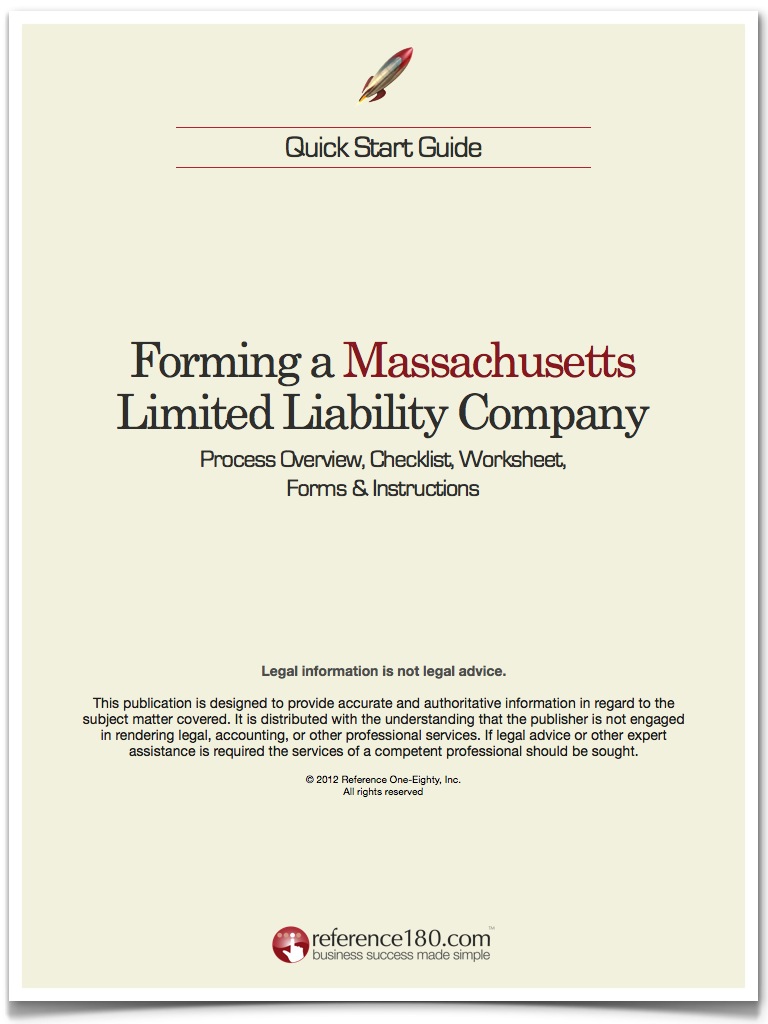 Quick Start Guide
Forming a Massachusetts
Limited Liability Company
Process Overview, Checklist, Worksheet,
Forms & Instructions
Legal information is not legal advice.
This publication is designed to provide accurate and authoritative information in regard to the
subject matter covered. It is distributed with the understanding that the publisher is not engaged
in rendering legal, accounting, or other professional services. If legal advice or other expert
assistance is required the services of a competent professional should be sought.
© 2012 Reference One-Eighty, Inc.
All rights reserved
reference180.com™
business success made simple